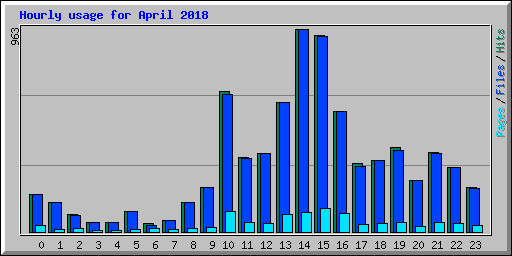 Hourly usage for April 2018
963
Pages/Files/Hits
0 1 2 3 4 5 6 7 8 9 10 11 12 13 14 15 16 17 18 19 20 21 22 23